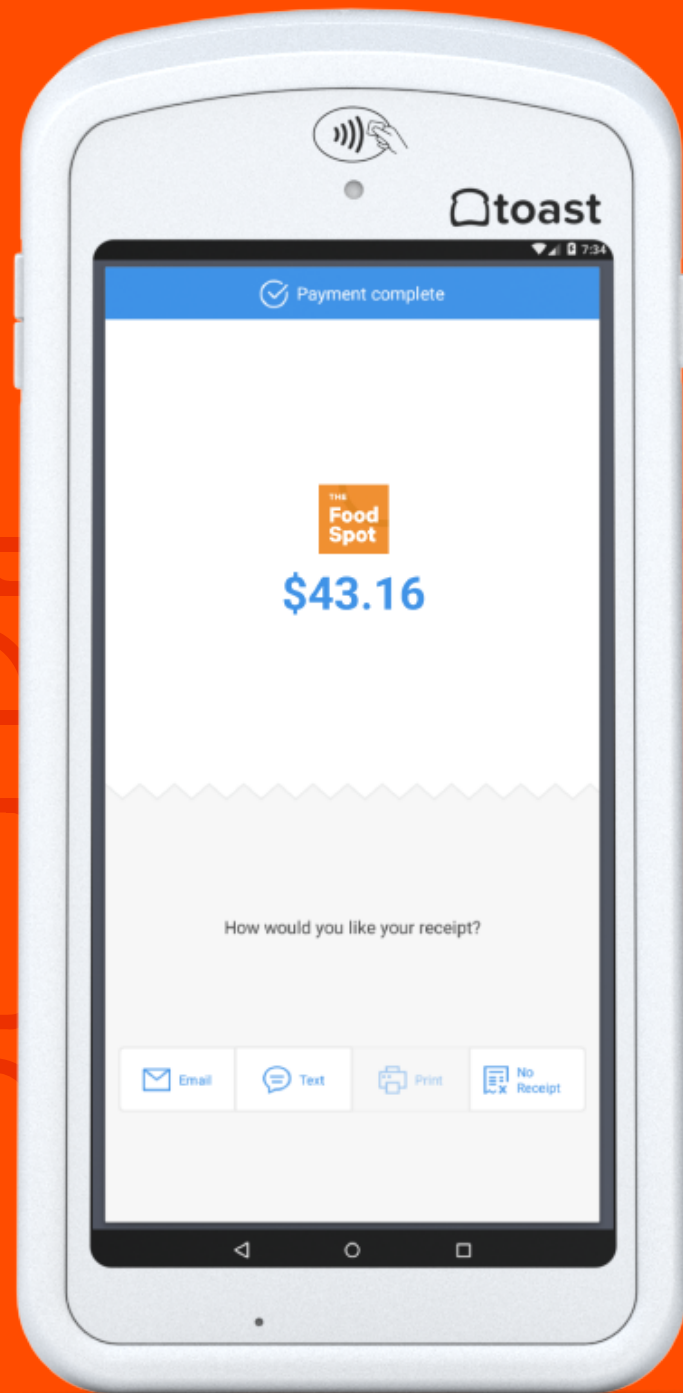 toast
7:34
Payment complete
THE
Food
Spot
$43.16
How would you like your receipt?
Email
Text
Print
No
Receipt